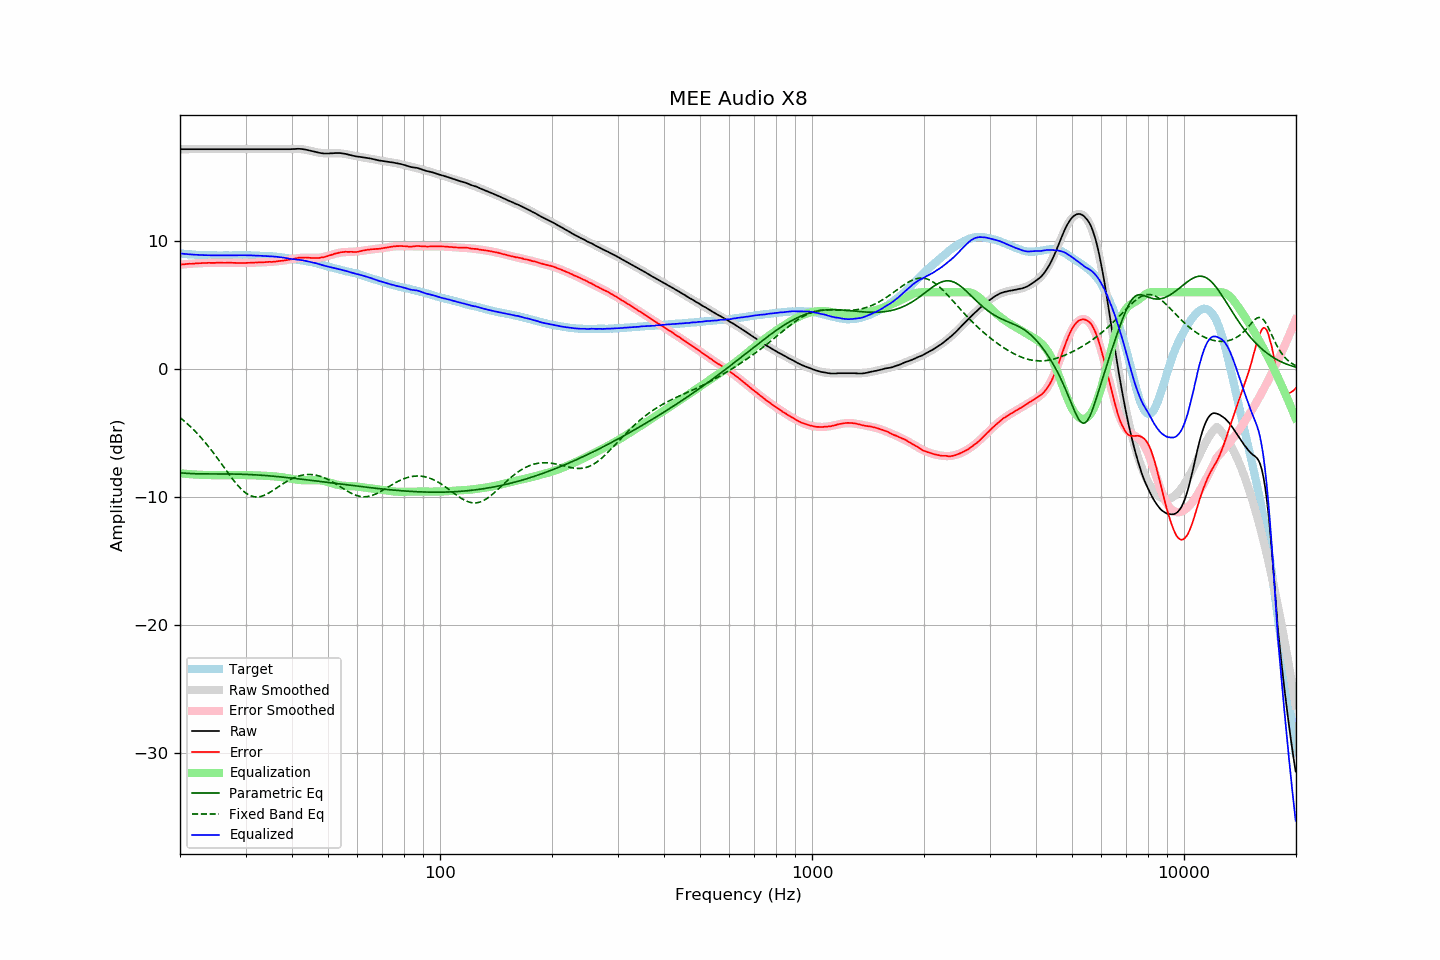 MEE Audio X8
Amplitude (dBr)
10
0
−10
−20
−30
Target
Raw Smoothed
Error Smoothed
Raw
Error
Equalization
Parametric Eq
Fixed Band Eq
Equalized
100
1000
10000
Frequency (Hz)